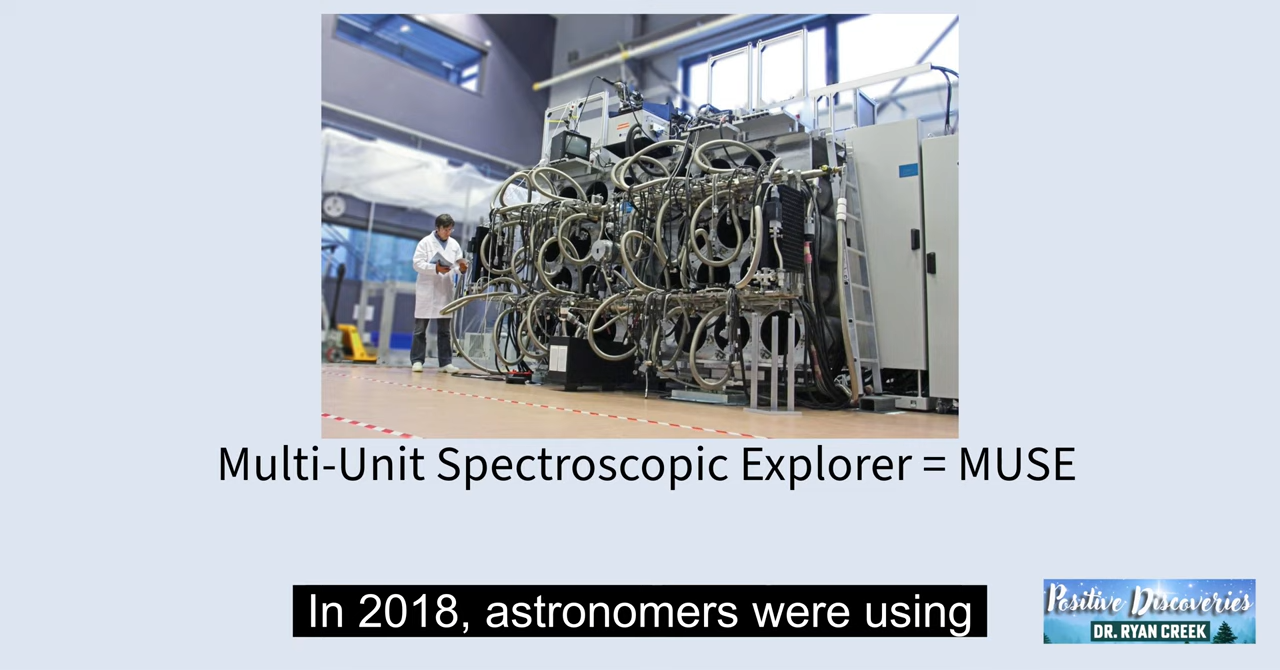 Multi-Unit Spectroscopic Explorer = MUSE
In 2018, astronomers were using
Positive Discoveries
DR. RYAN CREEK